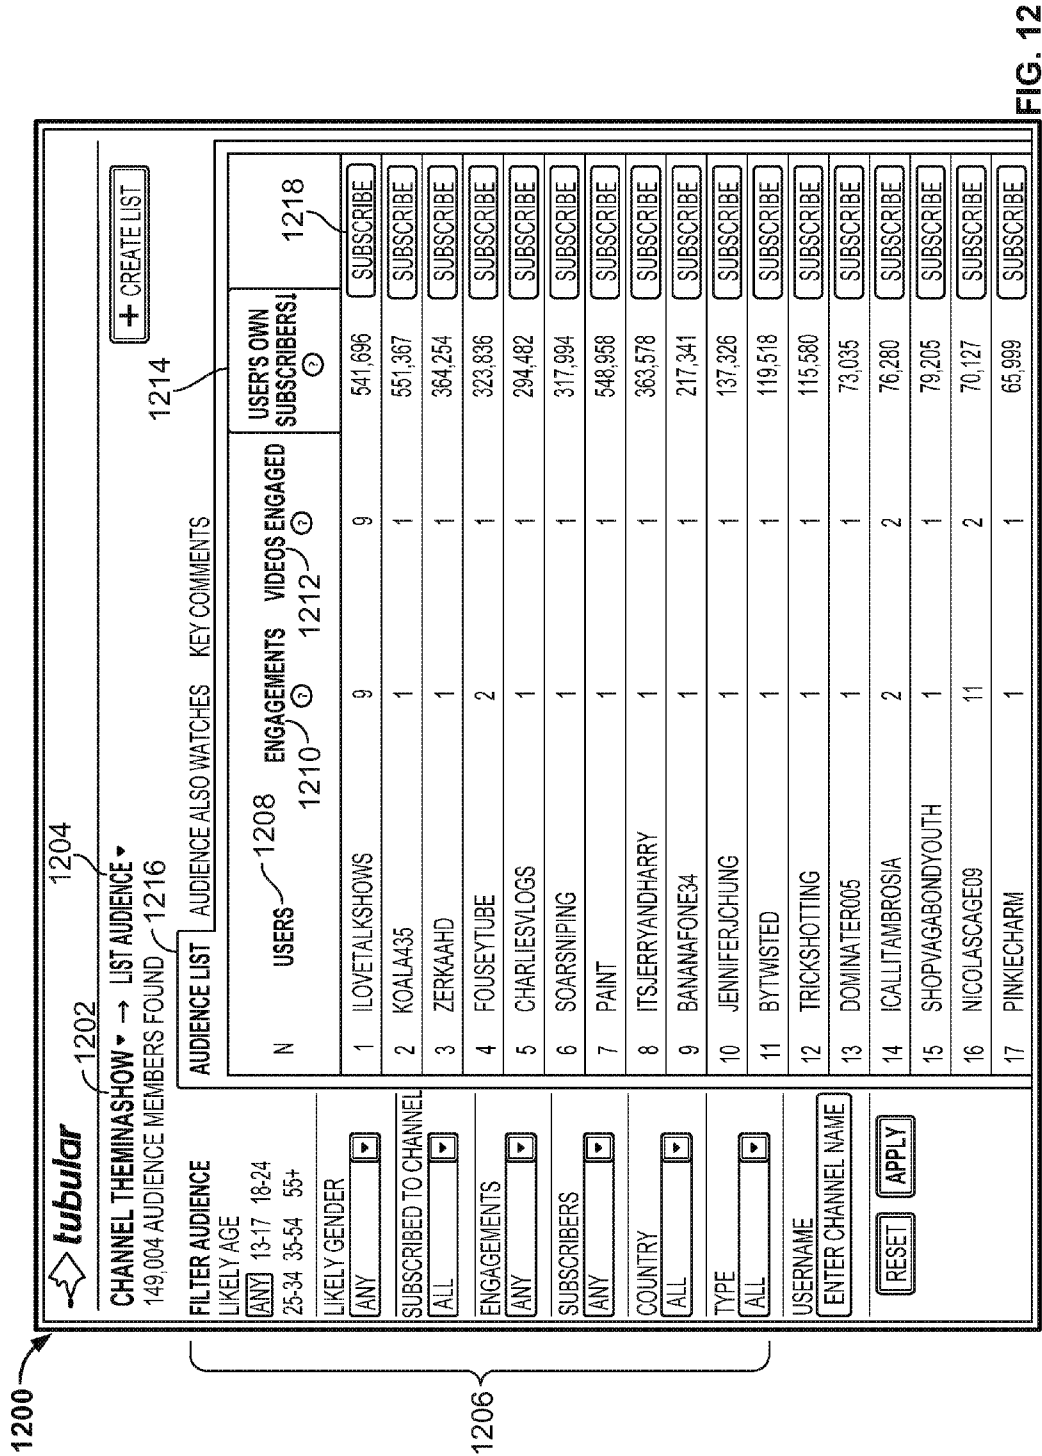 1200
tubular
1202
1204
CHANNEL THEMINASHOW → LIST AUDIENCE
149,004 AUDIENCE MEMBERS FOUND
1216
+ CREATE LIST
AUDIENCE LIST AUDIENCE ALSO WATCHES KEY COMMENTS
1214
FILTER AUDIENCE
LIKELY AGE
ANY 13-17 18-24
25-34 35-54 55+
LIKELY GENDER
ANY
SUBSCRIBED TO CHANNEL
ALL
ENGAGEMENTS
ANY
SUBSCRIBERS
ANY
COUNTRY
ALL
TYPE
ALL
USERNAME
ENTER CHANNEL NAME
RESET APPLY
1206
1208
1210
1212
1218
N USERS ENGAGEMENTS ? VIDEOS ENGAGED ? USER'S OWN SUBSCRIBERS ?
1 ILOVETALKSHOWS 9 9 541,696 SUBSCRIBE
2 KOALA435 1 1 551,367 SUBSCRIBE
3 ZERKAAHD 1 1 364,254 SUBSCRIBE
4 FOUSEYTUBE 2 1 323,836 SUBSCRIBE
5 CHARLIESVLOGS 1 1 294,482 SUBSCRIBE
6 SOARSNIPING 1 1 317,994 SUBSCRIBE
7 PAINT 1 1 548,958 SUBSCRIBE
8 ITSJERRYANDHARRY 1 1 363,578 SUBSCRIBE
9 BANANAFONE34 1 1 217,341 SUBSCRIBE
10 JENNIFERJCHUNG 1 1 137,326 SUBSCRIBE
11 BYTWISTED 1 1 119,518 SUBSCRIBE
12 TRICKSHOTTING 1 1 115,580 SUBSCRIBE
13 DOMINATER005 1 1 73,035 SUBSCRIBE
14 ICALLITAMBROSIA 2 2 76,280 SUBSCRIBE
15 SHOPVAGABONDYOUTH 1 1 79,205 SUBSCRIBE
16 NICOLASCAGE09 11 2 70,127 SUBSCRIBE
17 PINKIECHARM 1 1 65,999 SUBSCRIBE
FIG. 12